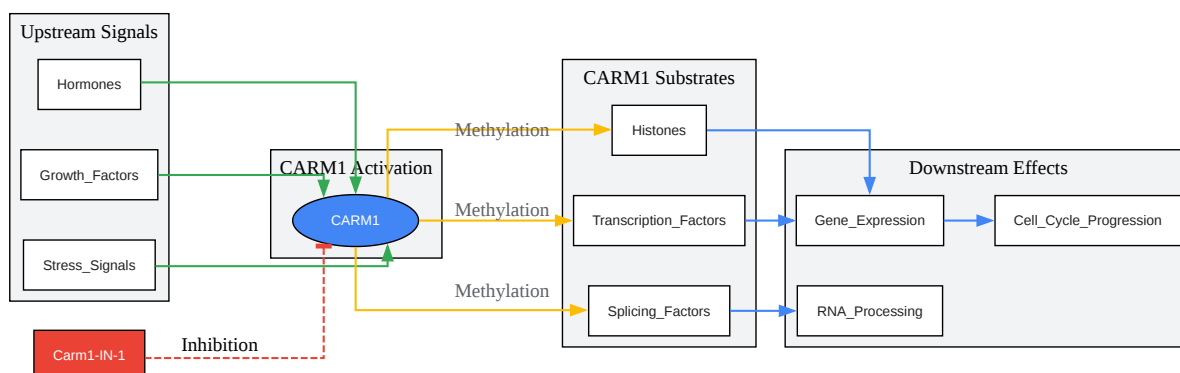 Upstream Signals
Hormones
Growth_Factors
Stress_Signals
Carm1-IN-1
Inhibition
CARM1 Activation
CARM1
Methylation
Methylation
Methylation
CARM1 Substrates
Histones
Transcription_Factors
Splicing_Factors
Downstream Effects
Gene_Expression
Cell_Cycle_Progression
RNA_Processing